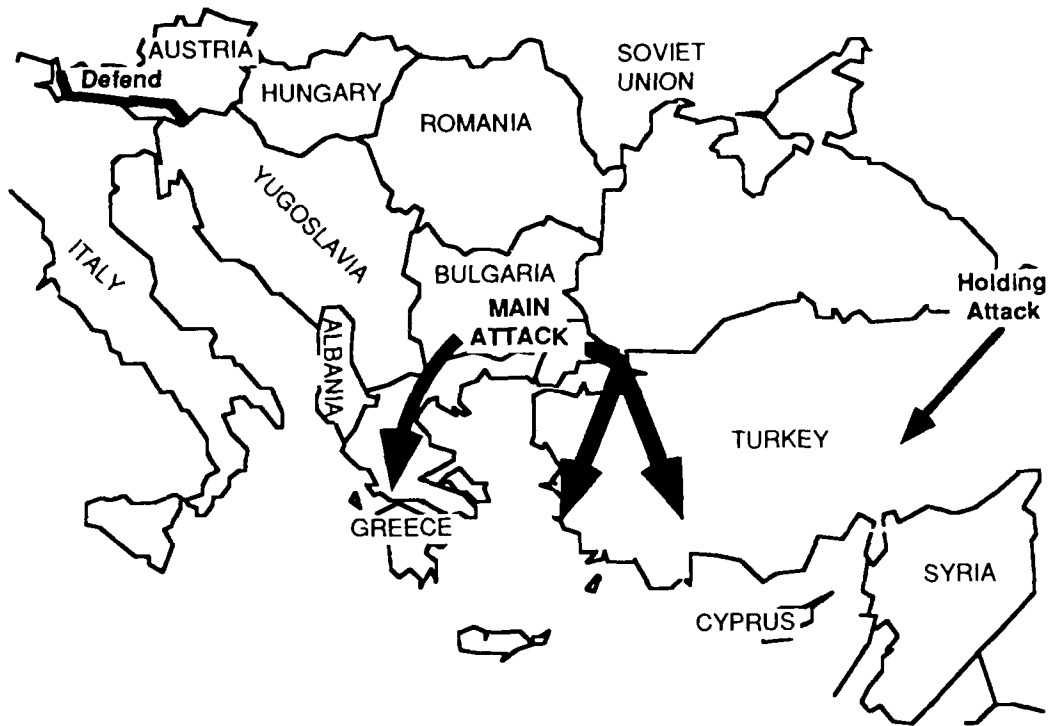 AUSTRIA
Defend
HUNGARY
SOVIET
UNION
ROMANIA
YUGOSLAVIA
ITALY
BULGARIA
MAIN
ATTACK
Holding
Attack
ALBANIA
TURKEY
GREECE
SYRIA
CYPRUS